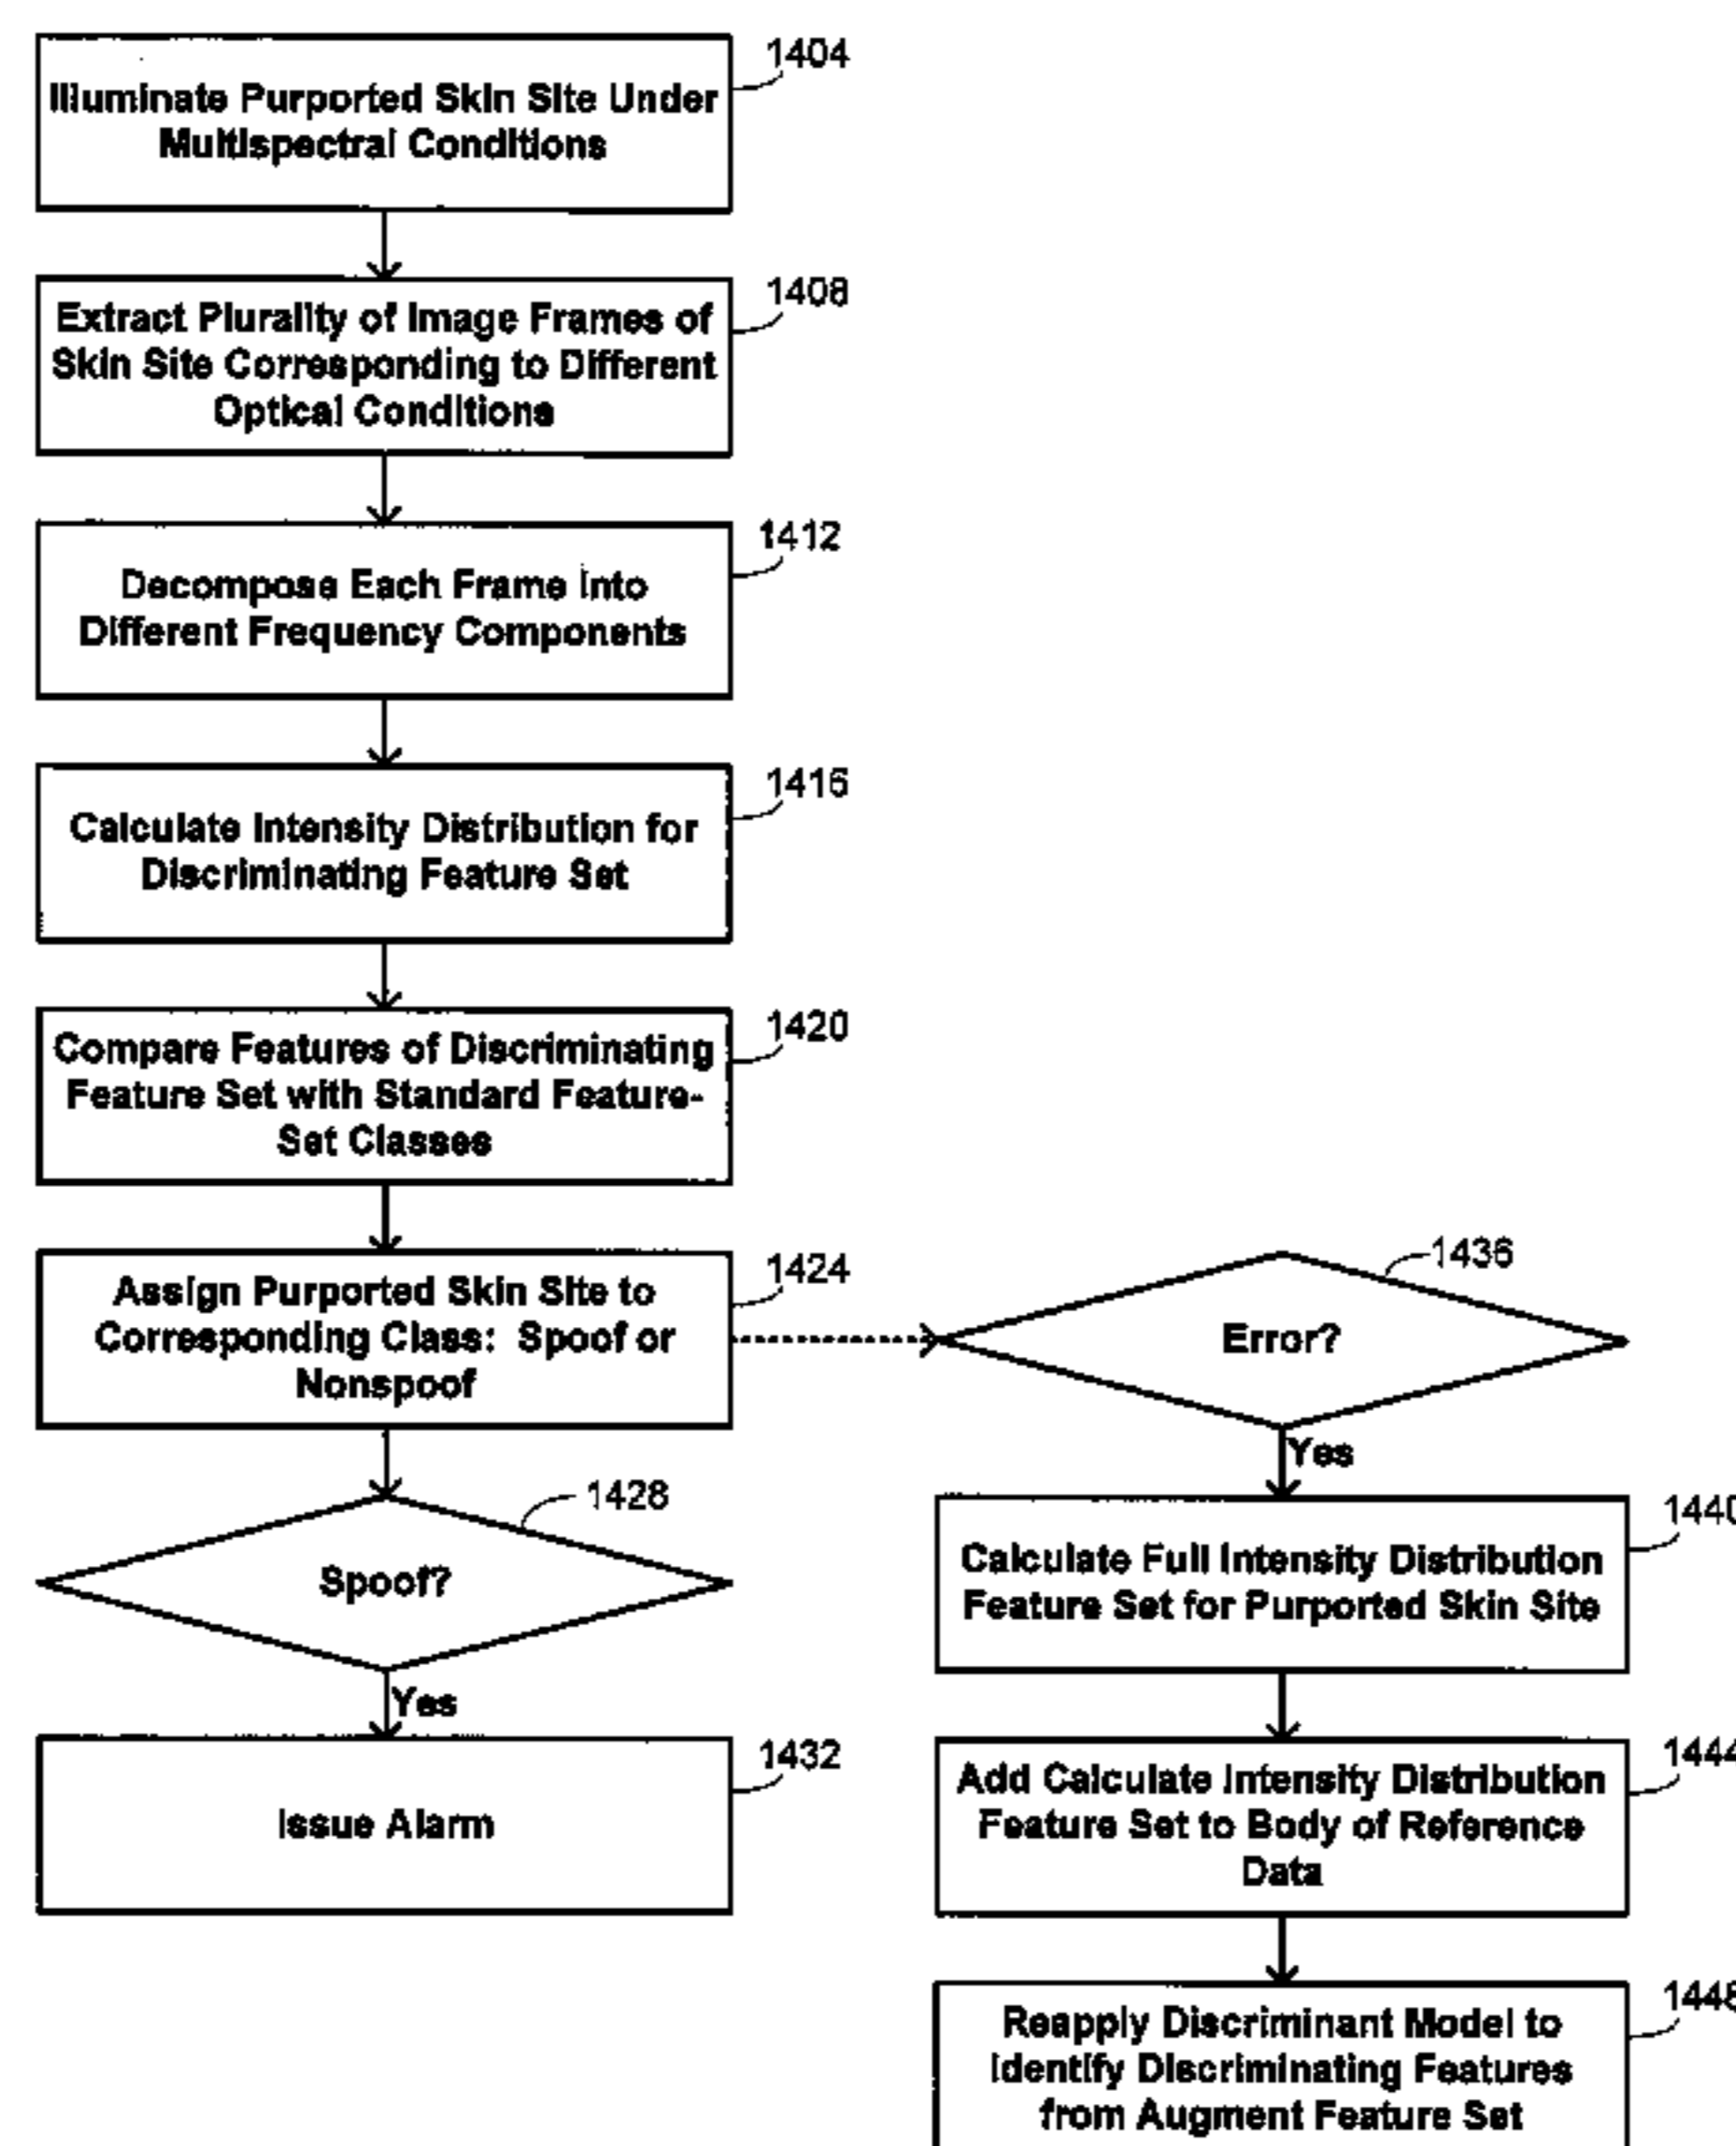 1404
Illuminate Purported Skin Site Under
Multispectral Conditions
1408
Extract Plurality of Image Frames of
Skin Site Corresponding to Different
Optical Conditions
1412
Decompose Each Frame Into
Different Frequency Components
1416
Calculate Intensity Distribution for
Discriminating Feature Set
1420
Compare Features of Discriminating
Feature Set with Standard Feature-
Set Classes
1424
Assign Purported Skin Site to
Corresponding Class: Spoof or
Nonspoof
1428
Spoof?
Yes
1432
Issue Alarm
1436
Error?
Yes
1440
Calculate Full Intensity Distribution
Feature Set for Purported Skin Site
1444
Add Calculate Intensity Distribution
Feature Set to Body of Reference
Data
1448
Reapply Discriminant Model to
Identify Discriminating Features
from Augment Feature Set